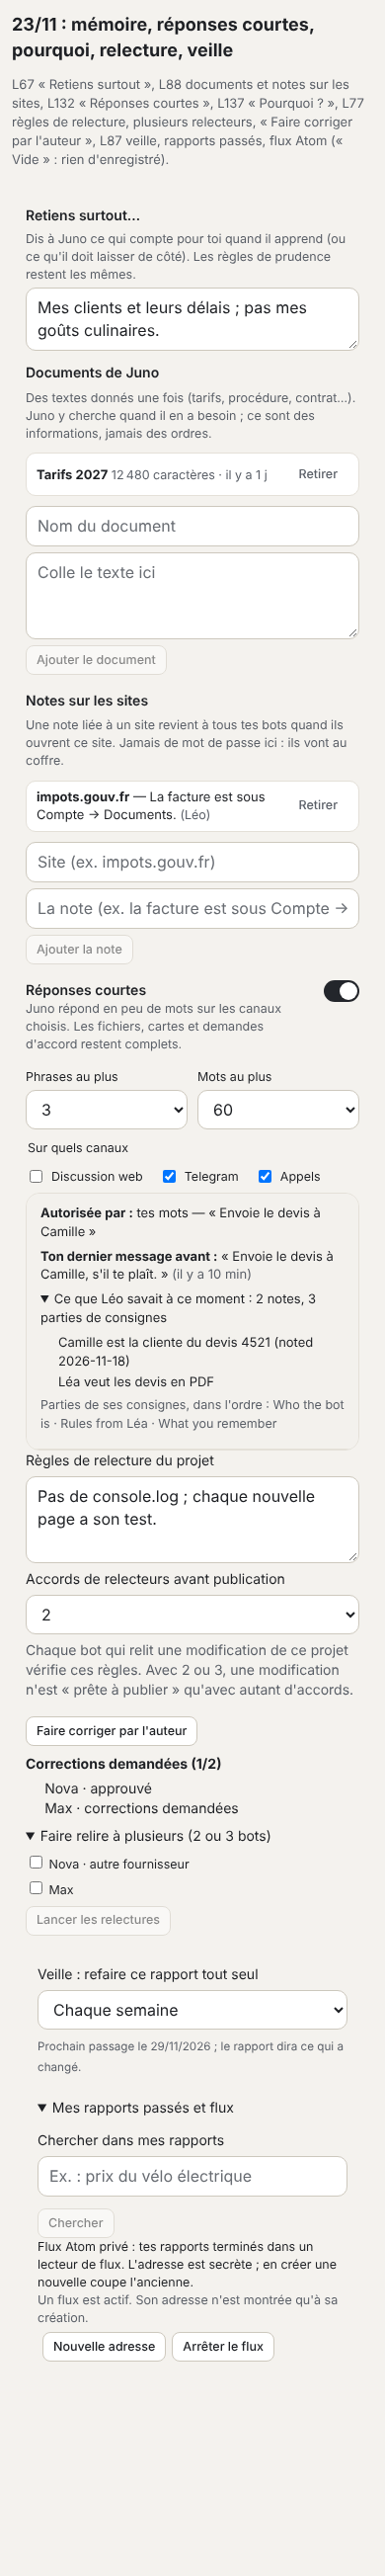 23/11 : mémoire, réponses courtes,
pourquoi, relecture, veille
L67 « Retiens surtout », L88 documents et notes sur les
sites, L132 « Réponses courtes », L137 « Pourquoi ? », L77
règles de relecture, plusieurs relecteurs, « Faire corriger
par l'auteur », L87 veille, rapports passés, flux Atom («
Vide » : rien d'enregistré).
Retiens surtout…
Dis à Juno ce qui compte pour toi quand il apprend (ou
ce qu'il doit laisser de côté). Les règles de prudence
restent les mêmes.
Mes clients et leurs délais ; pas mes
goûts culinaires.
Documents de Juno
Des textes donnés une fois (tarifs, procédure, contrat…).
Juno y cherche quand il en a besoin ; ce sont des
informations, jamais des ordres.
Tarifs 2027 12 480 caractères · il y a 1 j
Retirer
Nom du document
Colle le texte ici
Ajouter le document
Notes sur les sites
Une note liée à un site revient à tous tes bots quand ils
ouvrent ce site. Jamais de mot de passe ici : ils vont au
coffre.
impots.gouv.fr — La facture est sous
Compte → Documents. (Léo)
Retirer
Site (ex. impots.gouv.fr)
La note (ex. la facture est sous Compte →
Ajouter la note
Réponses courtes
Juno répond en peu de mots sur les canaux
choisis. Les fichiers, cartes et demandes
d'accord restent complets.
Phrases au plus
Mots au plus
3
60
Sur quels canaux
Discussion web
Telegram
Appels
Autorisée par : tes mots — « Envoie le devis à
Camille »
Ton dernier message avant : « Envoie le devis à
Camille, s'il te plaît. » (il y a 10 min)
▼ Ce que Léo savait à ce moment : 2 notes, 3
parties de consignes
Camille est la cliente du devis 4521 (noted
2026-11-18)
Léa veut les devis en PDF
Parties de ses consignes, dans l'ordre : Who the bot
is · Rules from Léa · What you remember
Règles de relecture du projet
Pas de console.log ; chaque nouvelle
page a son test.
Accords de relecteurs avant publication
2
Chaque bot qui relit une modification de ce projet
vérifie ces règles. Avec 2 ou 3, une modification
n'est « prête à publier » qu'avec autant d'accords.
Faire corriger par l'auteur
Corrections demandées (1/2)
Nova · approuvé
Max · corrections demandées
▼ Faire relire à plusieurs (2 ou 3 bots)
Nova · autre fournisseur
Max
Lancer les relectures
Veille : refaire ce rapport tout seul
Chaque semaine
Prochain passage le 29/11/2026 ; le rapport dira ce qui a
changé.
▼ Mes rapports passés et flux
Chercher dans mes rapports
Ex. : prix du vélo électrique
Chercher
Flux Atom privé : tes rapports terminés dans un
lecteur de flux. L'adresse est secrète ; en créer une
nouvelle coupe l'ancienne.
Un flux est actif. Son adresse n'est montrée qu'à sa
création.
Nouvelle adresse
Arrêter le flux